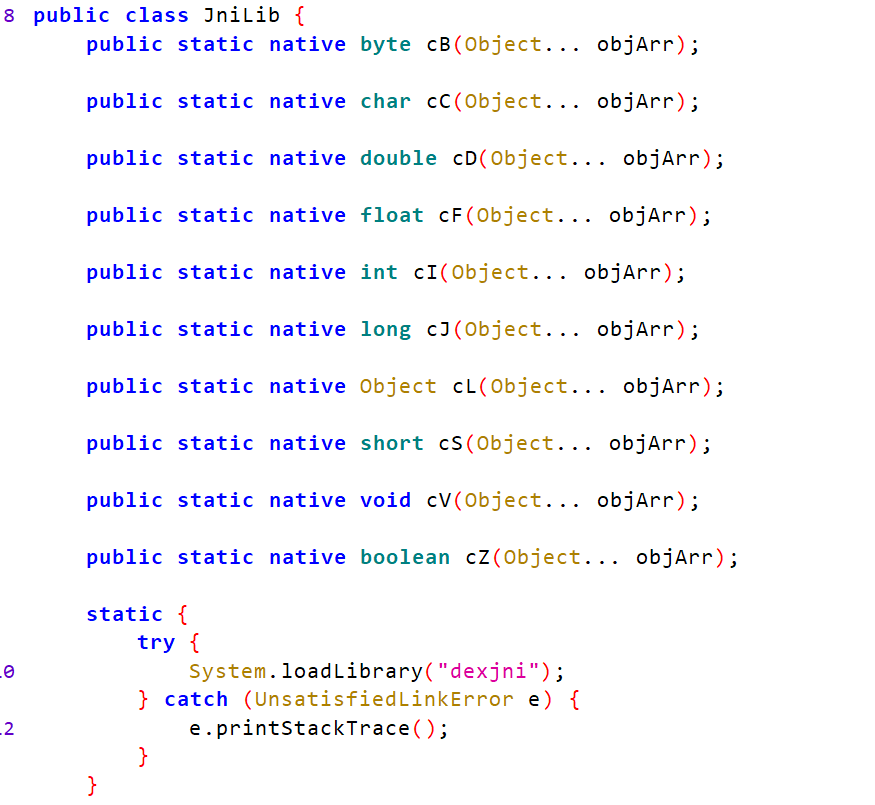 8 public class JniLib {
    public static native byte cB(Object... objArr);
    public static native char cC(Object... objArr);
    public static native double cD(Object... objArr);
    public static native float cF(Object... objArr);
    public static native int cI(Object... objArr);
    public static native long cJ(Object... objArr);
    public static native Object cL(Object... objArr);
    public static native short cS(Object... objArr);
    public static native void cV(Object... objArr);
    public static native boolean cZ(Object... objArr);
    static {
        try {
0            System.loadLibrary("dexjni");
        } catch (UnsatisfiedLinkError e) {
2            e.printStackTrace();
        }
    }